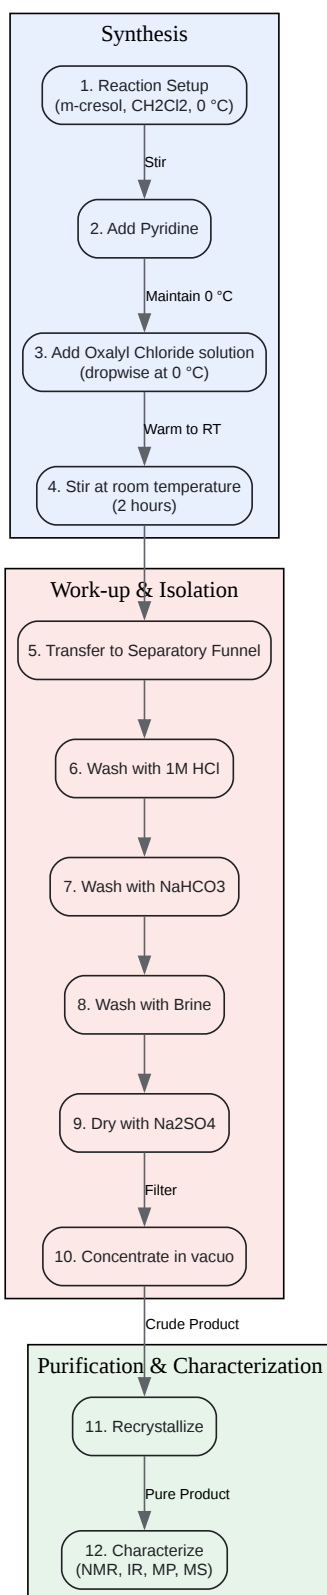 Synthesis
1. Reaction Setup
(m-cresol, CH2Cl2, 0 °C)
Stir
2. Add Pyridine
Maintain 0 °C
3. Add Oxalyl Chloride solution
(dropwise at 0 °C)
Warm to RT
4. Stir at room temperature
(2 hours)
Work-up & Isolation
5. Transfer to Separatory Funnel
6. Wash with 1M HCl
7. Wash with NaHCO3
8. Wash with Brine
9. Dry with Na2SO4
Filter
10. Concentrate in vacuo
Crude Product
Purification & Characterization
11. Recrystallize
Pure Product
12. Characterize
(NMR, IR, MP, MS)